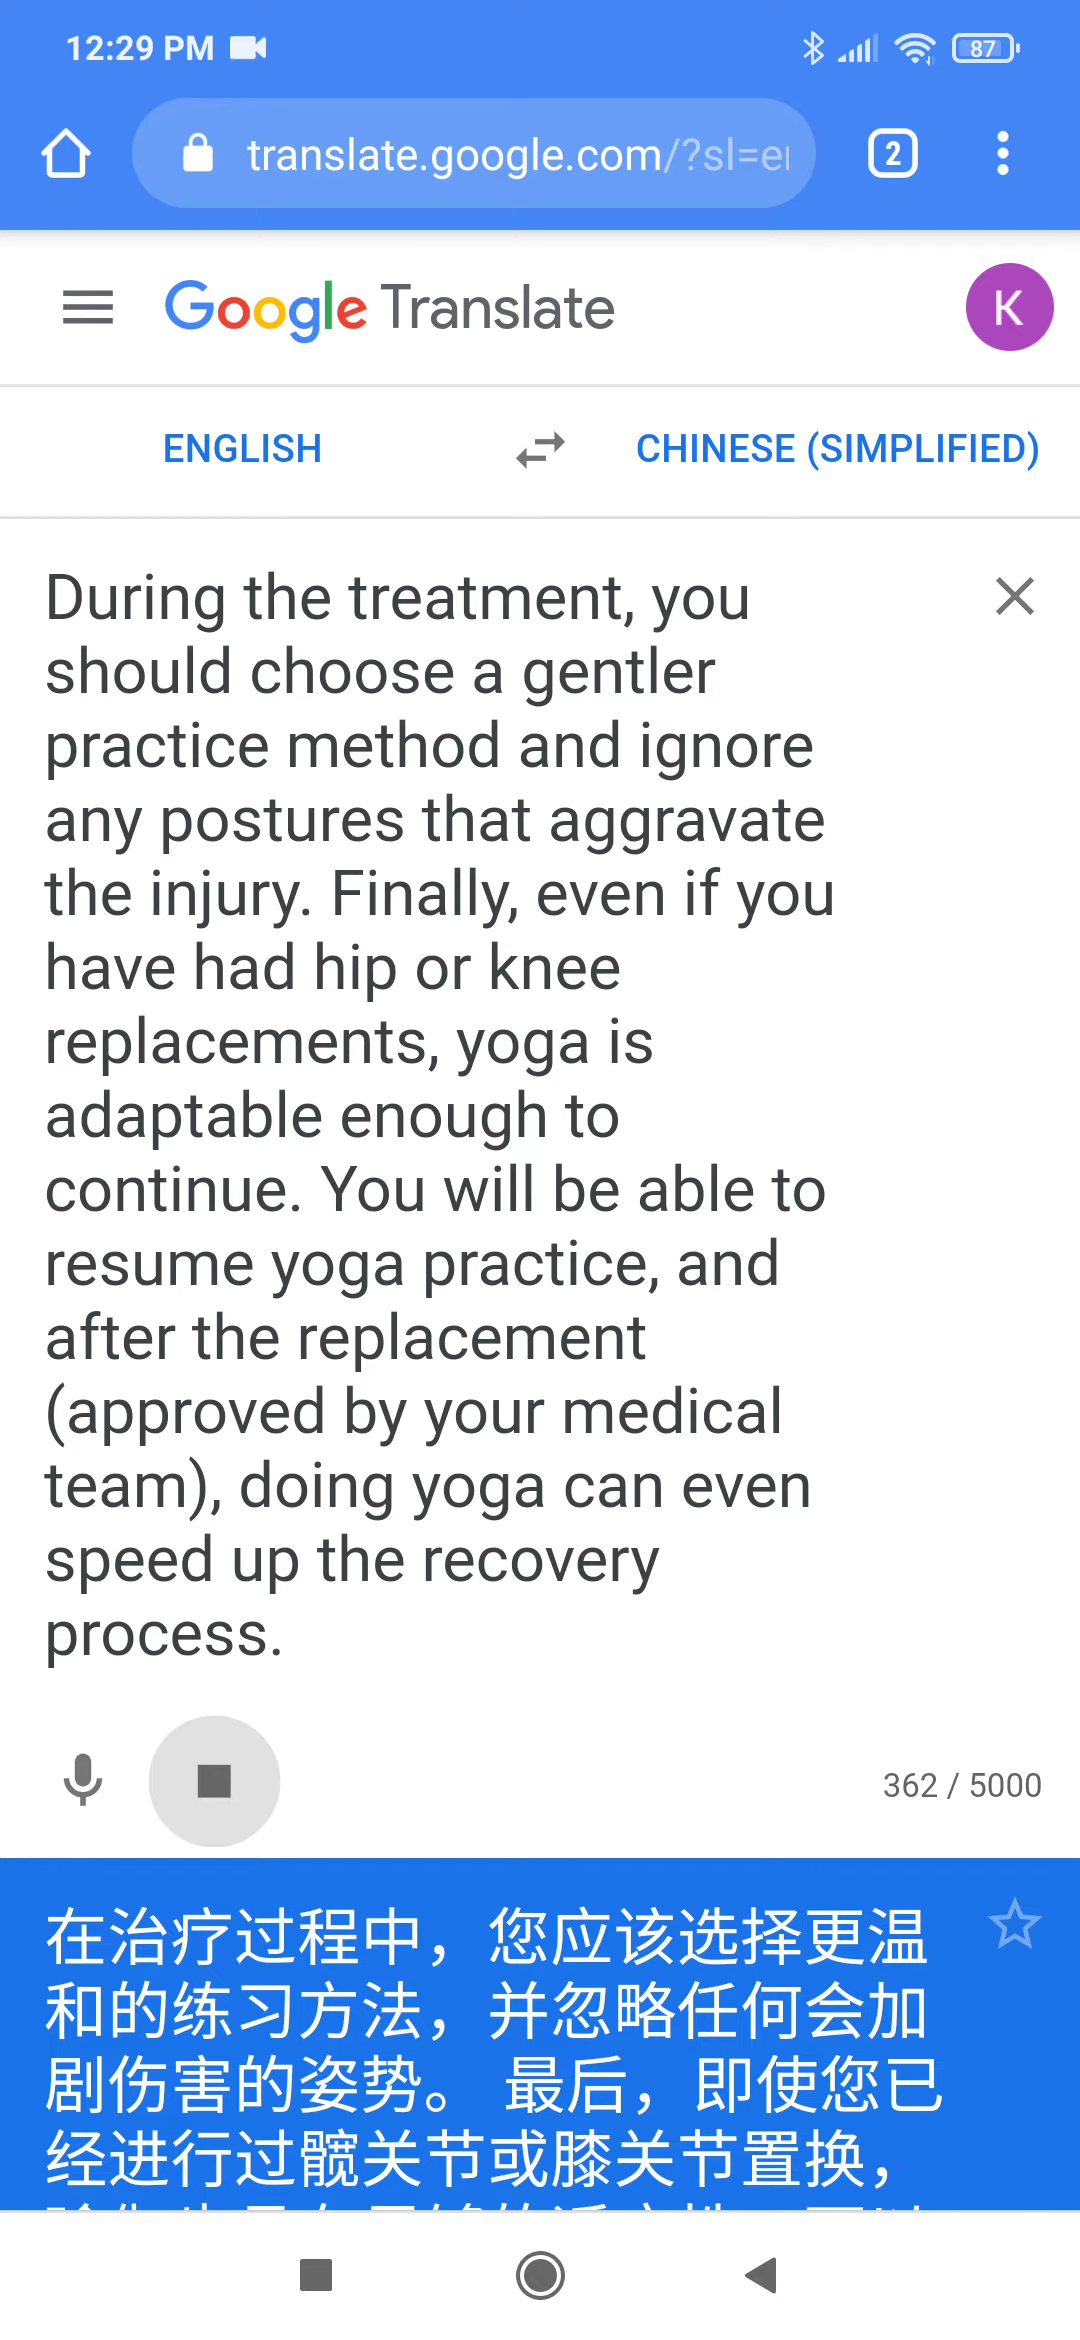 12:29 PM
87
translate.google.com/?sl=en
2
Google Translate
K
ENGLISH
CHINESE (SIMPLIFIED)
During the treatment, you
should choose a gentler
practice method and ignore
any postures that aggravate
the injury. Finally, even if you
have had hip or knee
replacements, yoga is
adaptable enough to
continue. You will be able to
resume yoga practice, and
after the replacement
(approved by your medical
team), doing yoga can even
speed up the recovery
process.
362 / 5000
在治疗过程中，您应该选择更温
和的练习方法，并忽略任何会加
剧伤害的姿势。 最后，即使您已
经进行过髋关节或膝关节置换，